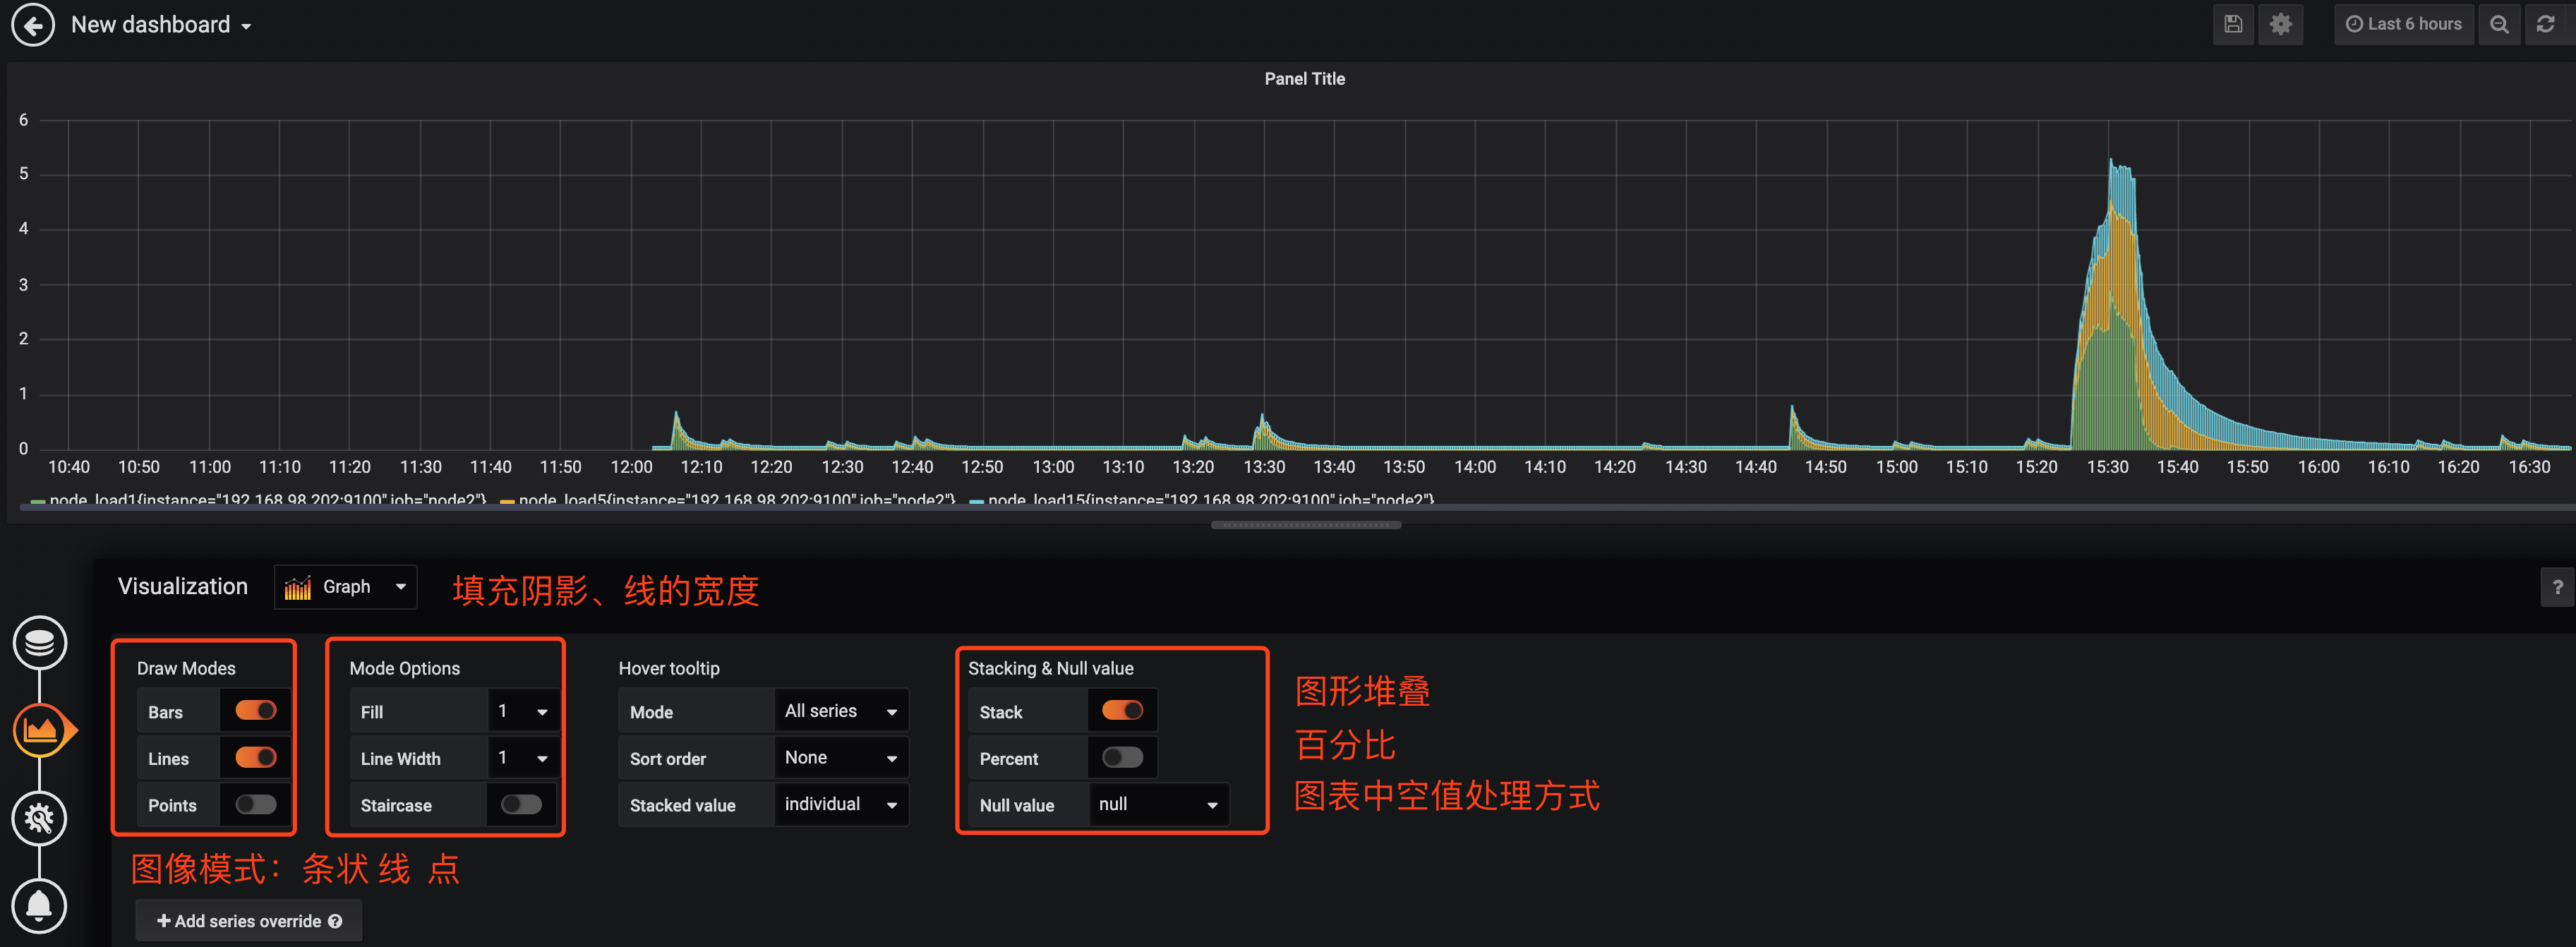 New dashboard
Last 6 hours
Panel Title
6
5
4
3
2
1
0
10:40 10:50 11:00 11:10 11:20 11:30 11:40 11:50 12:00 12:10 12:20 12:30 12:40 12:50 13:00 13:10 13:20 13:30 13:40 13:50 14:00 14:10 14:20 14:30 14:40 14:50 15:00 15:10 15:20 15:30 15:40 15:50 16:00 16:10 16:20 16:30
node_load1{instance="192.168.98.202:9100",job="node2"} node_load5{instance="192.168.98.202:9100",job="node2"} node_load15{instance="192.168.98.202:9100",job="node2"}
Visualization Graph 填充阴影、线的宽度 ?
Draw Modes Mode Options Hover tooltip Stacking & Null value
Bars Fill 1 Mode All series Stack 图形堆叠
Lines Line Width 1 Sort order None Percent 百分比
Points Staircase Stacked value individual Null value null 图表中空值处理方式
图像模式：条状 线 点
+ Add series override ?